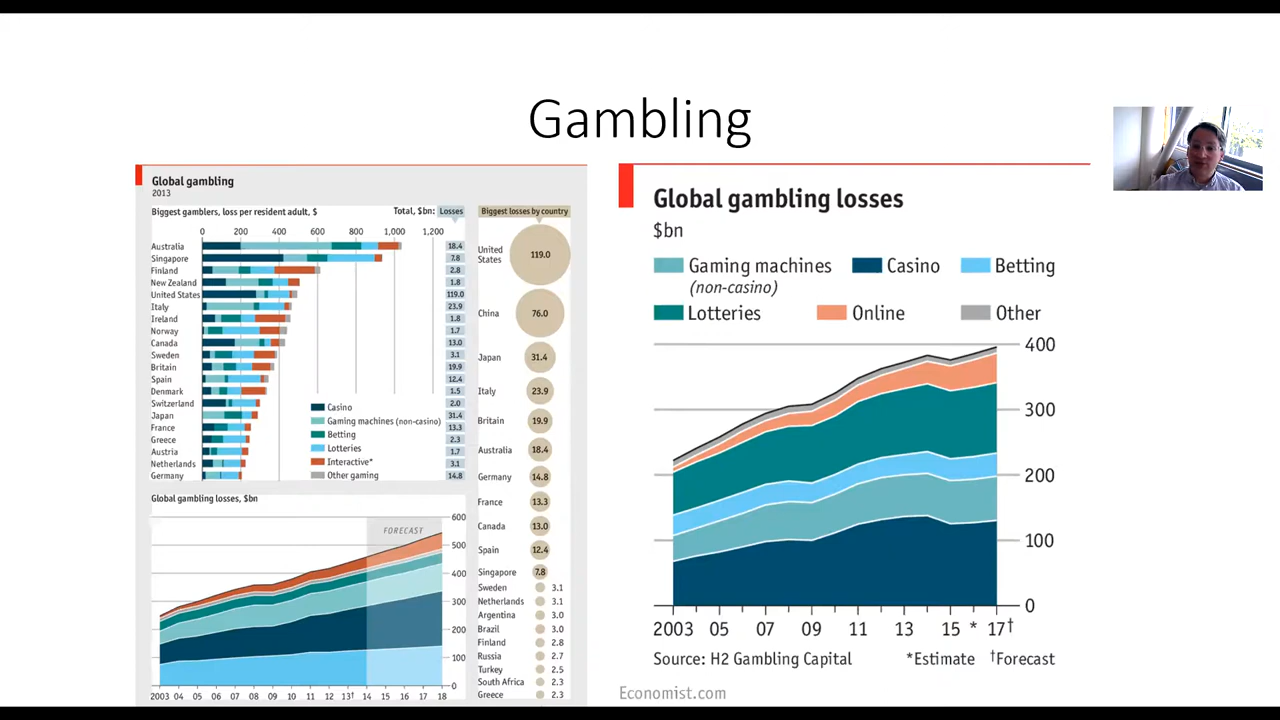 Gambling
Global gambling
2013
Biggest gamblers, loss per resident adult, $
Total, $bn: Losses
0 200 400 600 800 1,000 1,200
Australia 18.4
Singapore 7.8
Finland 2.8
New Zealand 1.8
United States 119.0
Italy 23.9
Ireland 1.8
Norway 1.7
Canada 13.0
Sweden 3.1
Britain 19.9
Spain 12.4
Denmark 1.5
Switzerland 2.0
Japan 31.4
France 13.3
Greece 2.3
Austria 1.7
Netherlands 3.1
Germany 14.8
Casino
Gaming machines (non-casino)
Betting
Lotteries
Interactive*
Other gaming
Biggest losses by country
United States 119.0
China 76.0
Japan 31.4
Italy 23.9
Britain 19.9
Australia 18.4
Germany 14.8
France 13.3
Canada 13.0
Spain 12.4
Singapore 7.8
Sweden 3.1
Netherlands 3.1
Argentina 3.0
Brazil 3.0
Finland 2.8
Russia 2.7
Turkey 2.5
South Africa 2.3
Greece 2.3
Global gambling losses, $bn
FORECAST
600
500
400
300
200
100
0
2003 04 05 06 07 08 09 10 11 12 13† 14 15 16 17 18
Global gambling losses
$bn
Gaming machines Casino Betting
(non-casino)
Lotteries Online Other
400
300
200
100
0
2003 05 07 09 11 13 15 * 17†
Source: H2 Gambling Capital *Estimate †Forecast
Economist.com